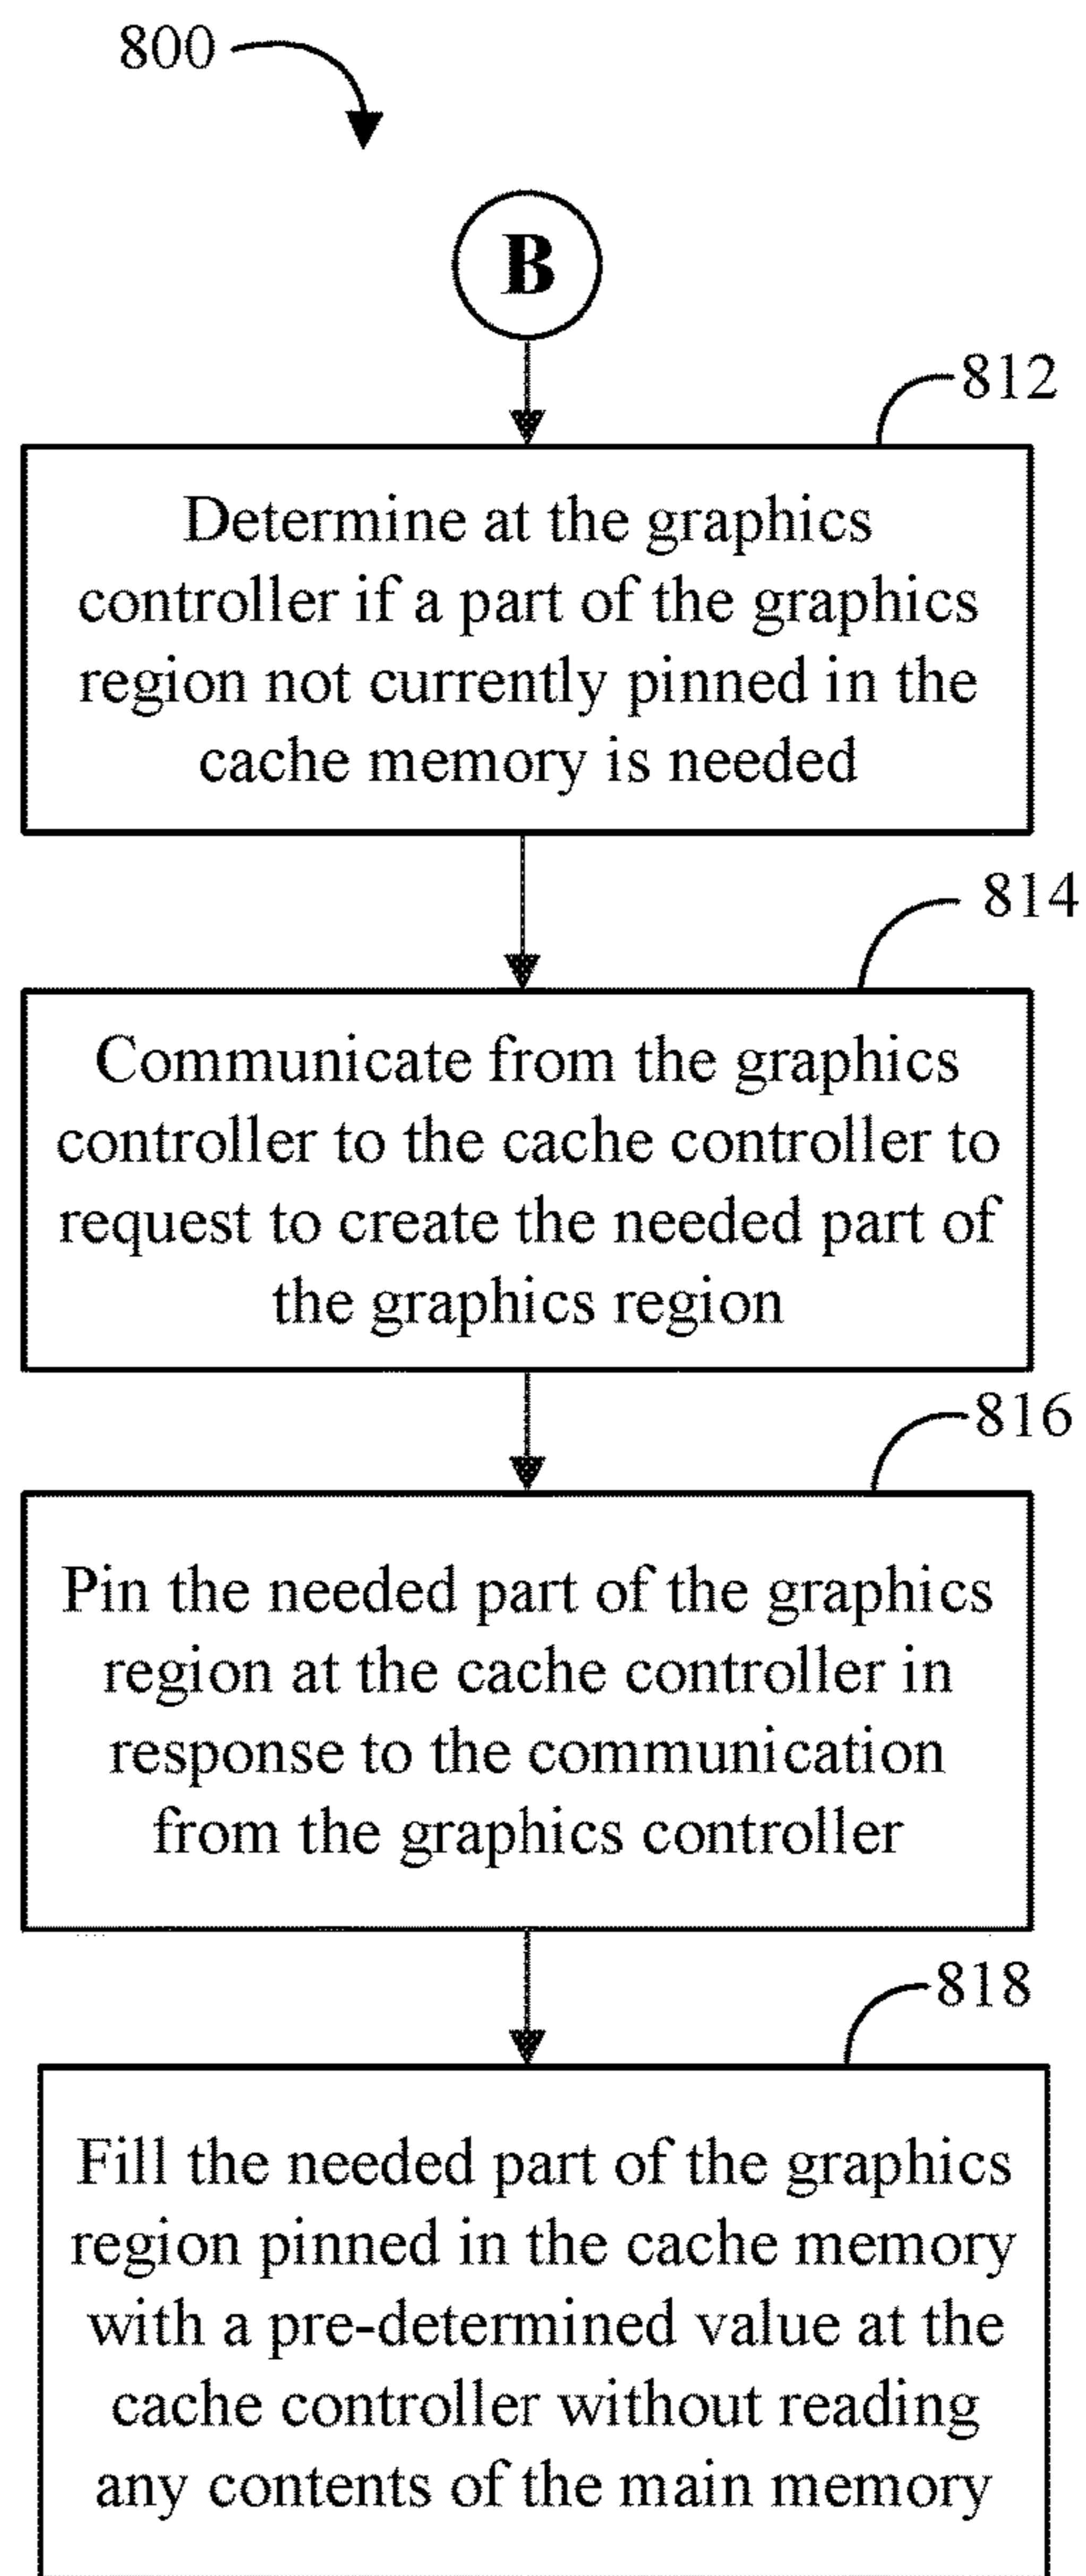 800
B
812
Determine at the graphics
controller if a part of the graphics
region not currently pinned in the
cache memory is needed
814
Communicate from the graphics
controller to the cache controller to
request to create the needed part of
the graphics region
816
Pin the needed part of the graphics
region at the cache controller in
response to the communication
from the graphics controller
818
Fill the needed part of the graphics
region pinned in the cache memory
with a pre-determined value at the
cache controller without reading
any contents of the main memory